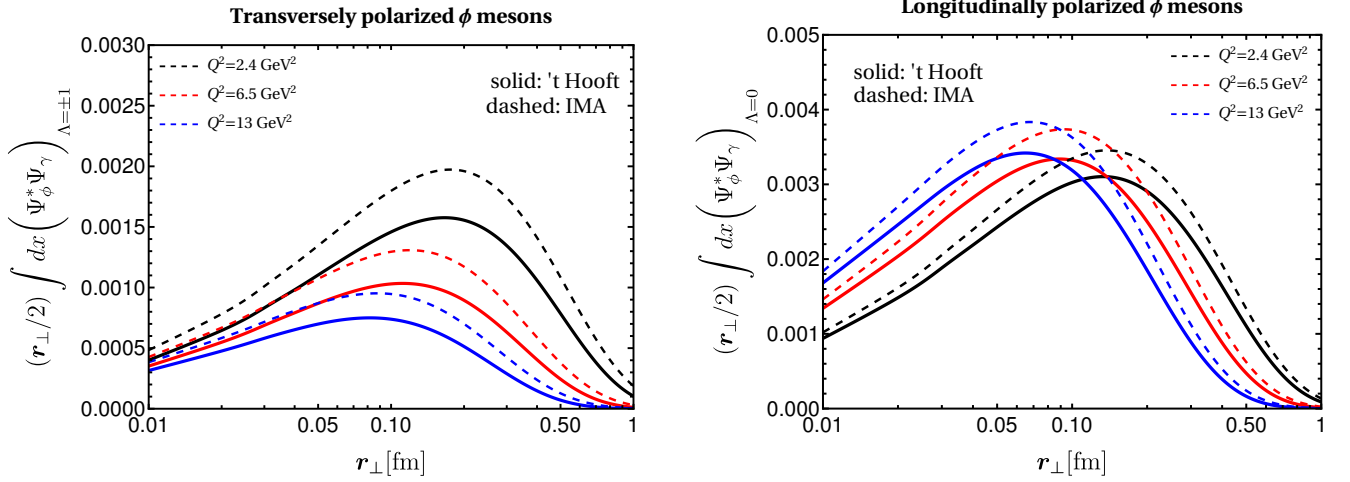 Transversely polarized ϕ mesons
0.0030
0.0025
0.0020
0.0015
0.0010
0.0005
0.0000
Q²=2.4 GeV²
Q²=6.5 GeV²
Q²=13 GeV²
solid: 't Hooft
dashed: IMA
(r⊥/2) ∫ dx (Ψ*ϕ Ψγ)Λ=±1
0.01 0.05 0.10 0.50 1
r⊥[fm]
Longitudinally polarized ϕ mesons
0.005
0.004
0.003
0.002
0.001
0.000
solid: 't Hooft
dashed: IMA
Q²=2.4 GeV²
Q²=6.5 GeV²
Q²=13 GeV²
(r⊥/2) ∫ dx (Ψ*ϕ Ψγ)Λ=0
0.01 0.05 0.10 0.50 1
r⊥[fm]